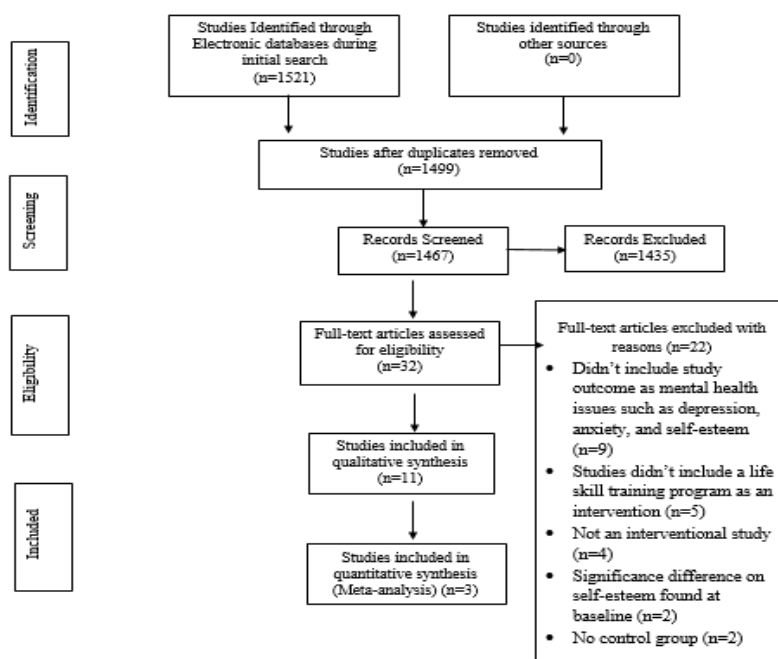 Identification
Studies Identified through
Electronic databases during
initial search
(n=1521)
Studies identified through
other sources
(n=0)
Studies after duplicates removed
(n=1499)
Screening
Records Screened
(n=1467)
Records Excluded
(n=1435)
Eligibility
Full-text articles assessed
for eligibility
(n=32)
Full-text articles excluded with
reasons (n=22)
• Didn’t include study
outcome as mental health
issues such as depression,
anxiety, and self-esteem
(n=9)
• Studies didn’t include a life
skill training program as an
intervention (n=5)
• Not an interventional study
(n=4)
• Significance difference on
self-esteem found at
baseline (n=2)
• No control group (n=2)
Studies included in
qualitative synthesis
(n=11)
Included
Studies included in
quantitative synthesis
(Meta-analysis) (n=3)